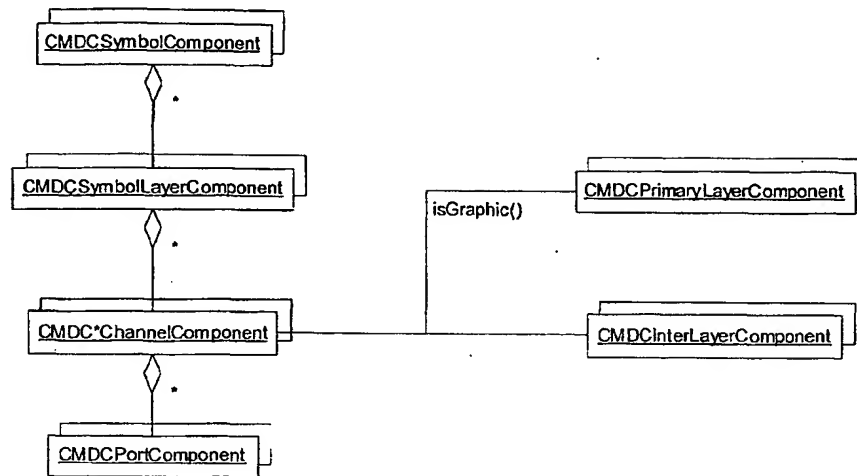 CMDCSymbolComponent
*
CMDCSymbolLayerComponent
*
isGraphic()
CMDCPrimaryLayerComponent
CMDC*ChannelComponent
CMDCInterLayerComponent
*
CMDCPortComponent